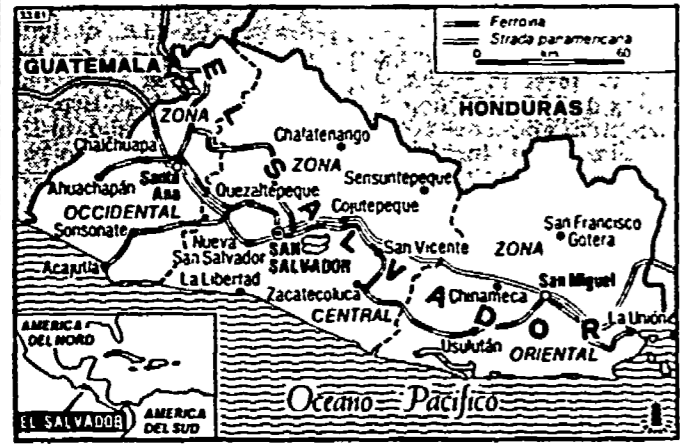 3381
Ferrovia
Strada panamericana
0 km 60
GUATEMALA
HONDURAS
EL SALVADOR
ZONA
OCCIDENTAL
ZONA
CENTRAL
ZONA
ORIENTAL
Chalchuapa
Chalatenango
Santa
Ana
Ahuachapán
Quezaltepeque
Sensuntepeque
Cojutepeque
Sonsonate
Nueva
San Salvador
SAN
SALVADOR
San Vicente
San Francisco
Gotera
Acajutla
La Libertad
Zacatecoluca
Chinameca
San Miguel
La Unión
Usulután
Oceano Pacifico
AMERICA
DEL NORD
EL SALVADOR
AMERICA
DEL SUD